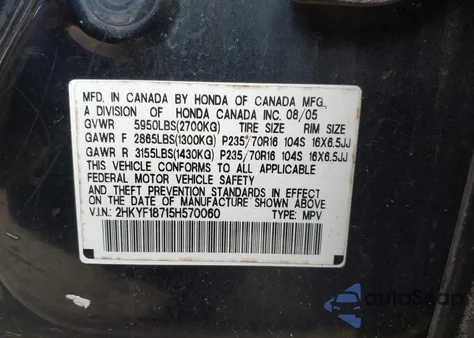 MFD. IN CANADA BY HONDA OF CANADA MFG.,
A DIVISION OF HONDA CANADA INC. 08/05
GVWR 5950LBS(2700KG) TIRE SIZE RIM SIZE
GAWR F 2865LBS(1300KG) P235/70R16 104S 16X6.5JJ
GAWR R 3155LBS(1430KG) P235/70R16 104S 16X6.5JJ
THIS VEHICLE CONFORMS TO ALL APPLICABLE
FEDERAL MOTOR VEHICLE SAFETY
AND THEFT PREVENTION STANDARDS IN EFFECT
ON THE DATE OF MANUFACTURE SHOWN ABOVE.
V.I.N.: 2HKYF18715H570060 TYPE: MPV
autoSnap